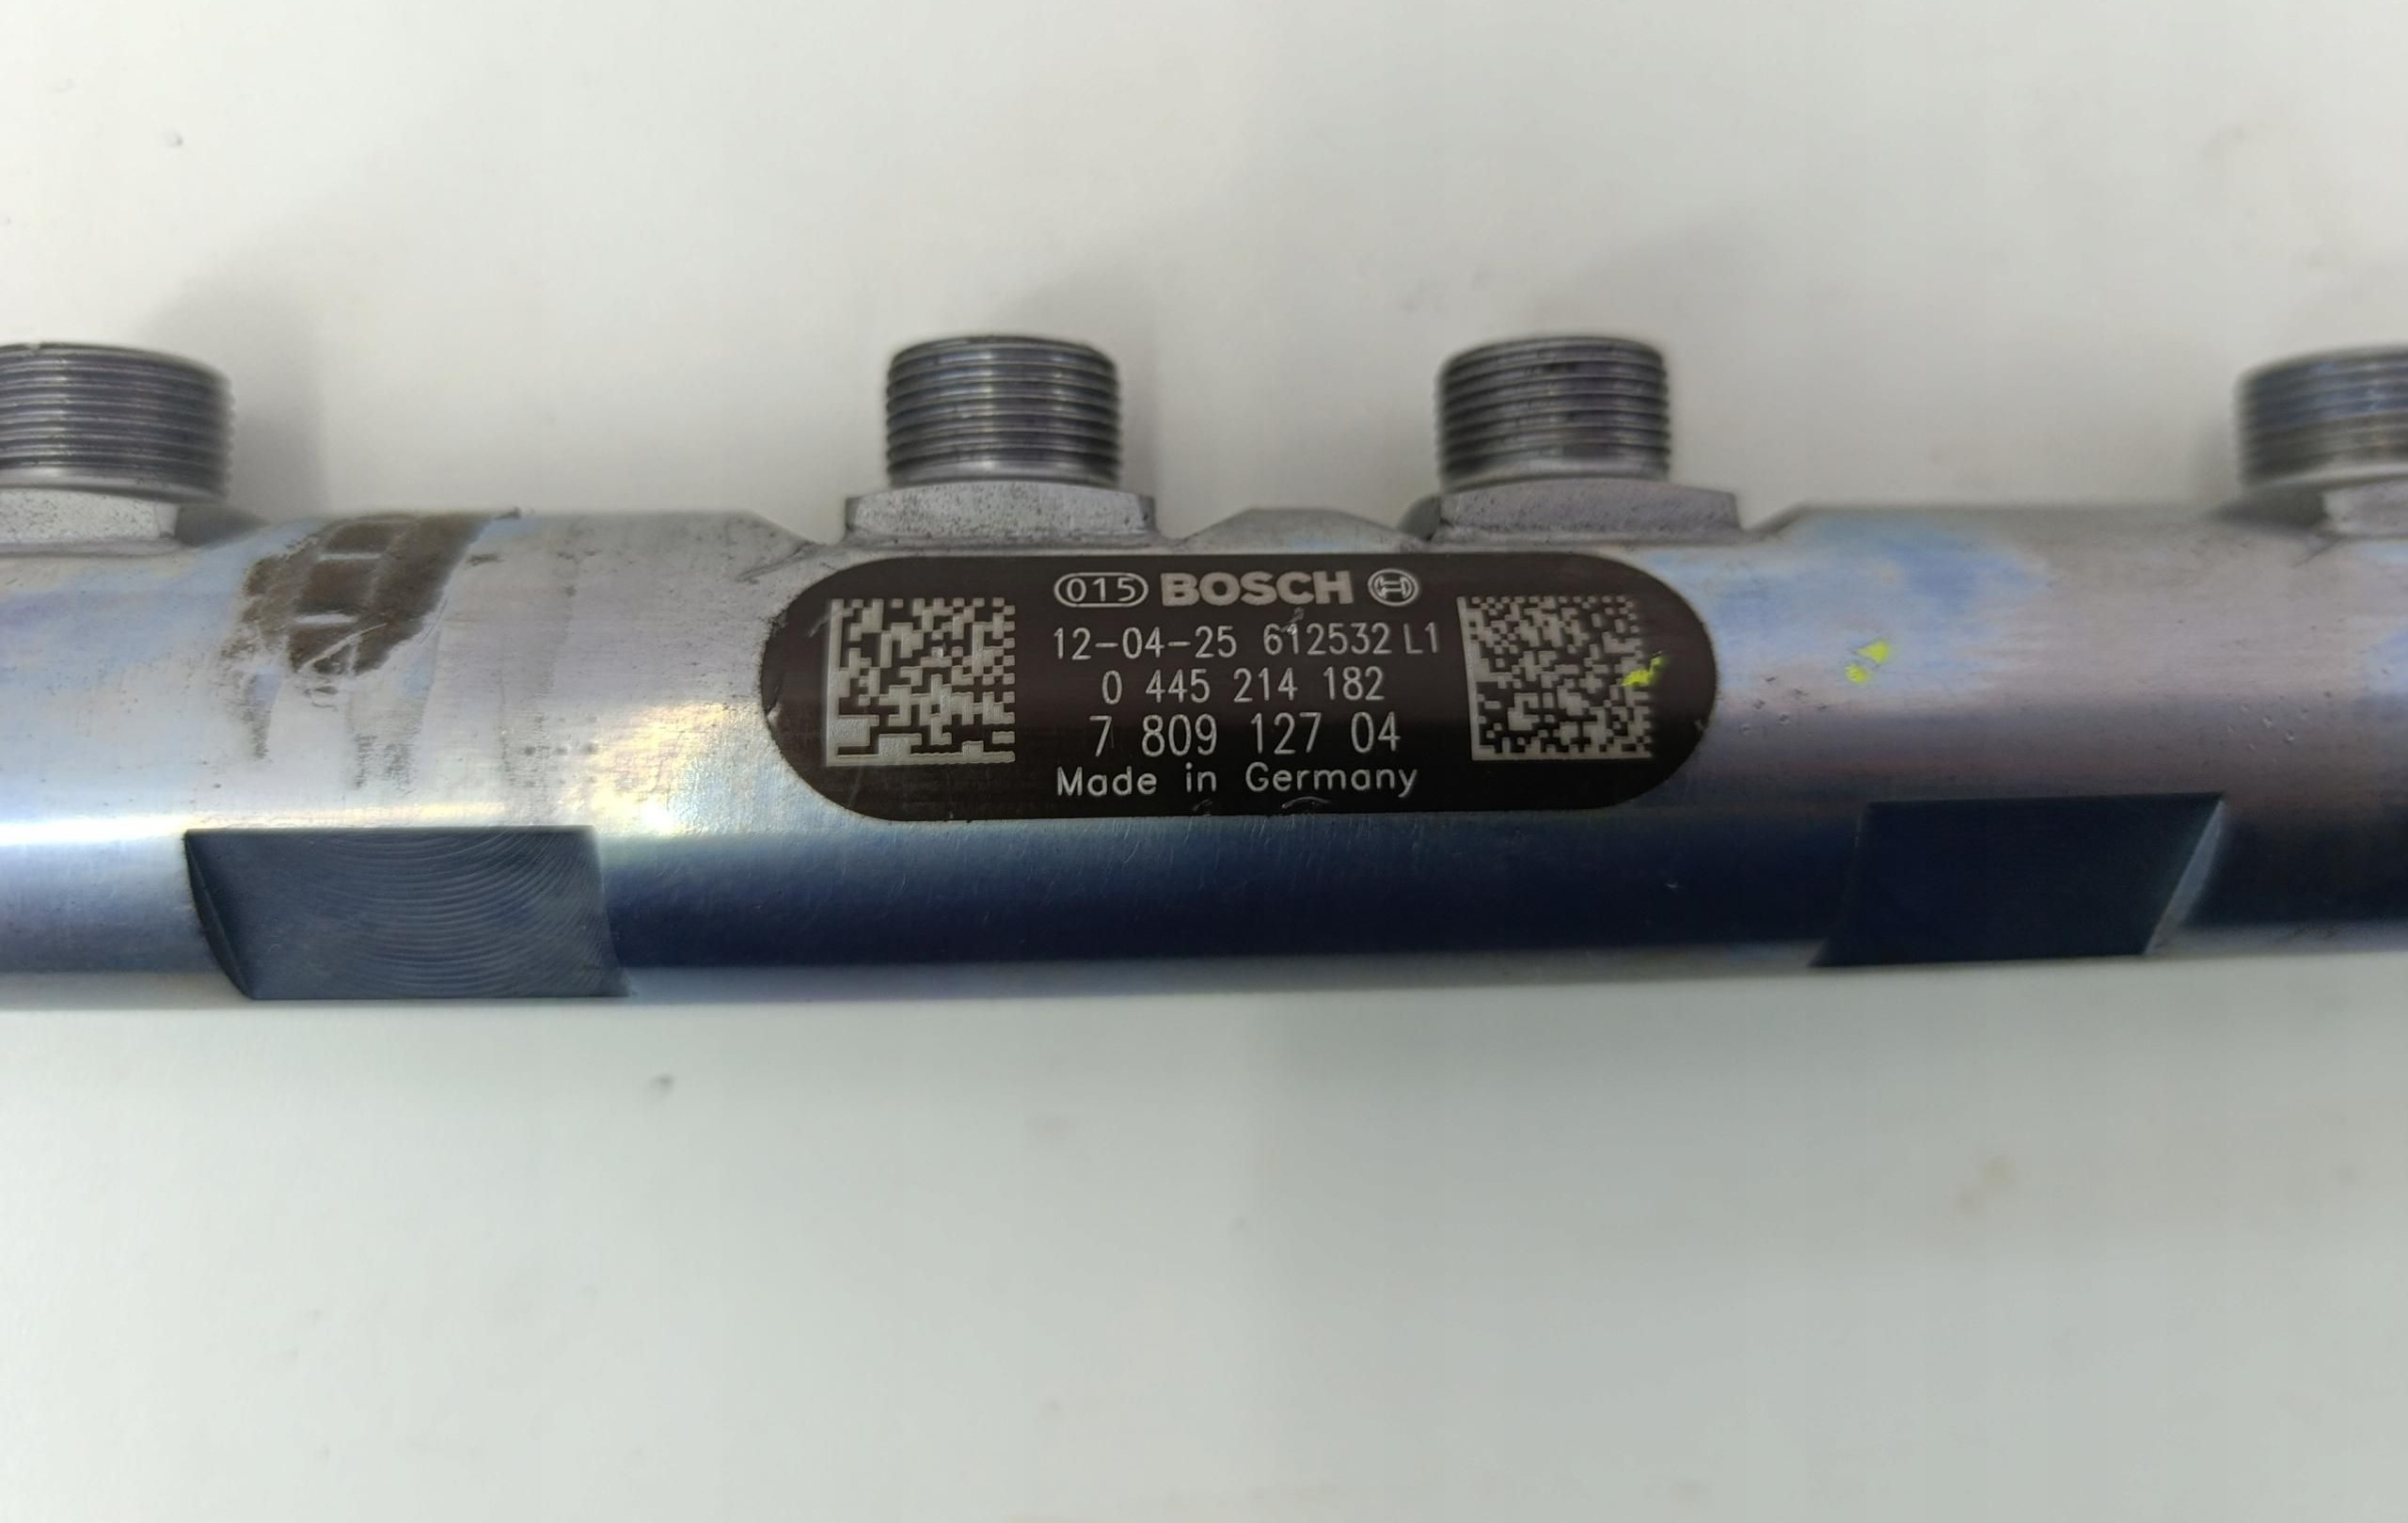 015 BOSCH
12-04-25 612532 L1
0 445 214 182
7 809 127 04
Made in Germany